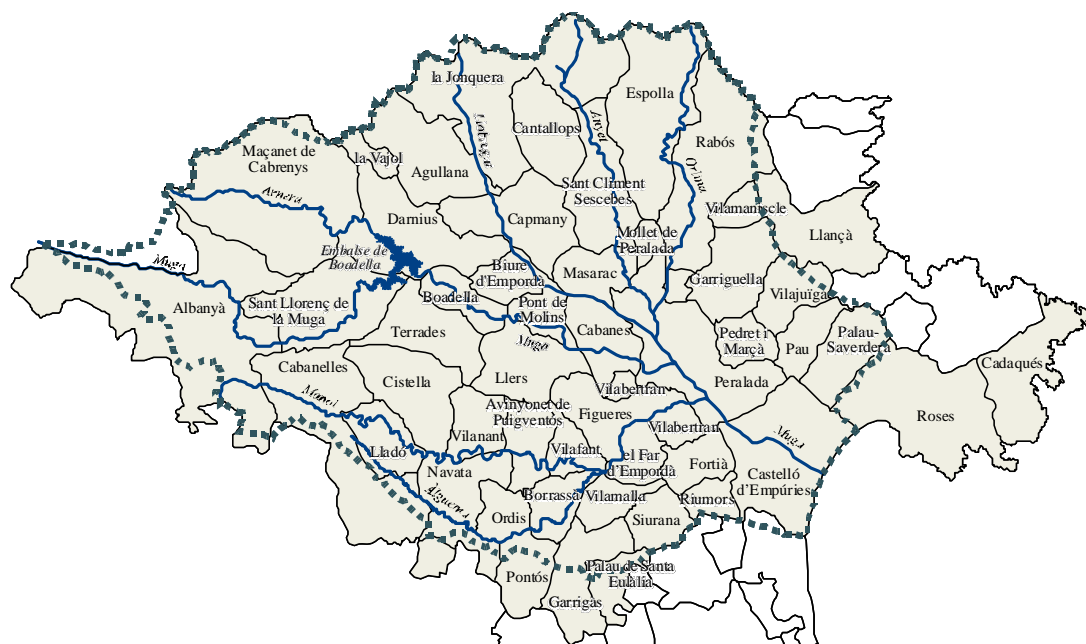 la Jonquera
Espolla
Cantallops
Llobregat
Anyet
Rabós
Maçanet de
Cabrenys
la Vajol
Agullana
Orlina
Sant Climent
Sescebes
Arnera
Vilamaniscle
Darnius
Capmany
Mollet de
Peralada
Llançà
Embalse de
Boadella
Muga
Biure
d'Empordà
Masarac
Garriguella
Vilajuïga
Albanyà
Sant Llorenç de
la Muga
Boadella
Pont de
Molins
Terrades
Cabanes
Pedret i
Marçà
Pau
Palau-
Saverdera
Muga
Cabanelles
Cistella
Llers
Cadaqués
Vilabertran
Peralada
Manol
Avinyonet de
Puigventós
Figueres
Roses
Vilanant
Vilabertran
Muga
Lladó
Vilafant
el Far
d'Empordà
Fortià
Navata
Castelló
d'Empúries
Àlguema
Borrassà
Vilamalla
Riumors
Ordis
Siurana
Pontós
Palau de Santa
Eulàlia
Garrigàs